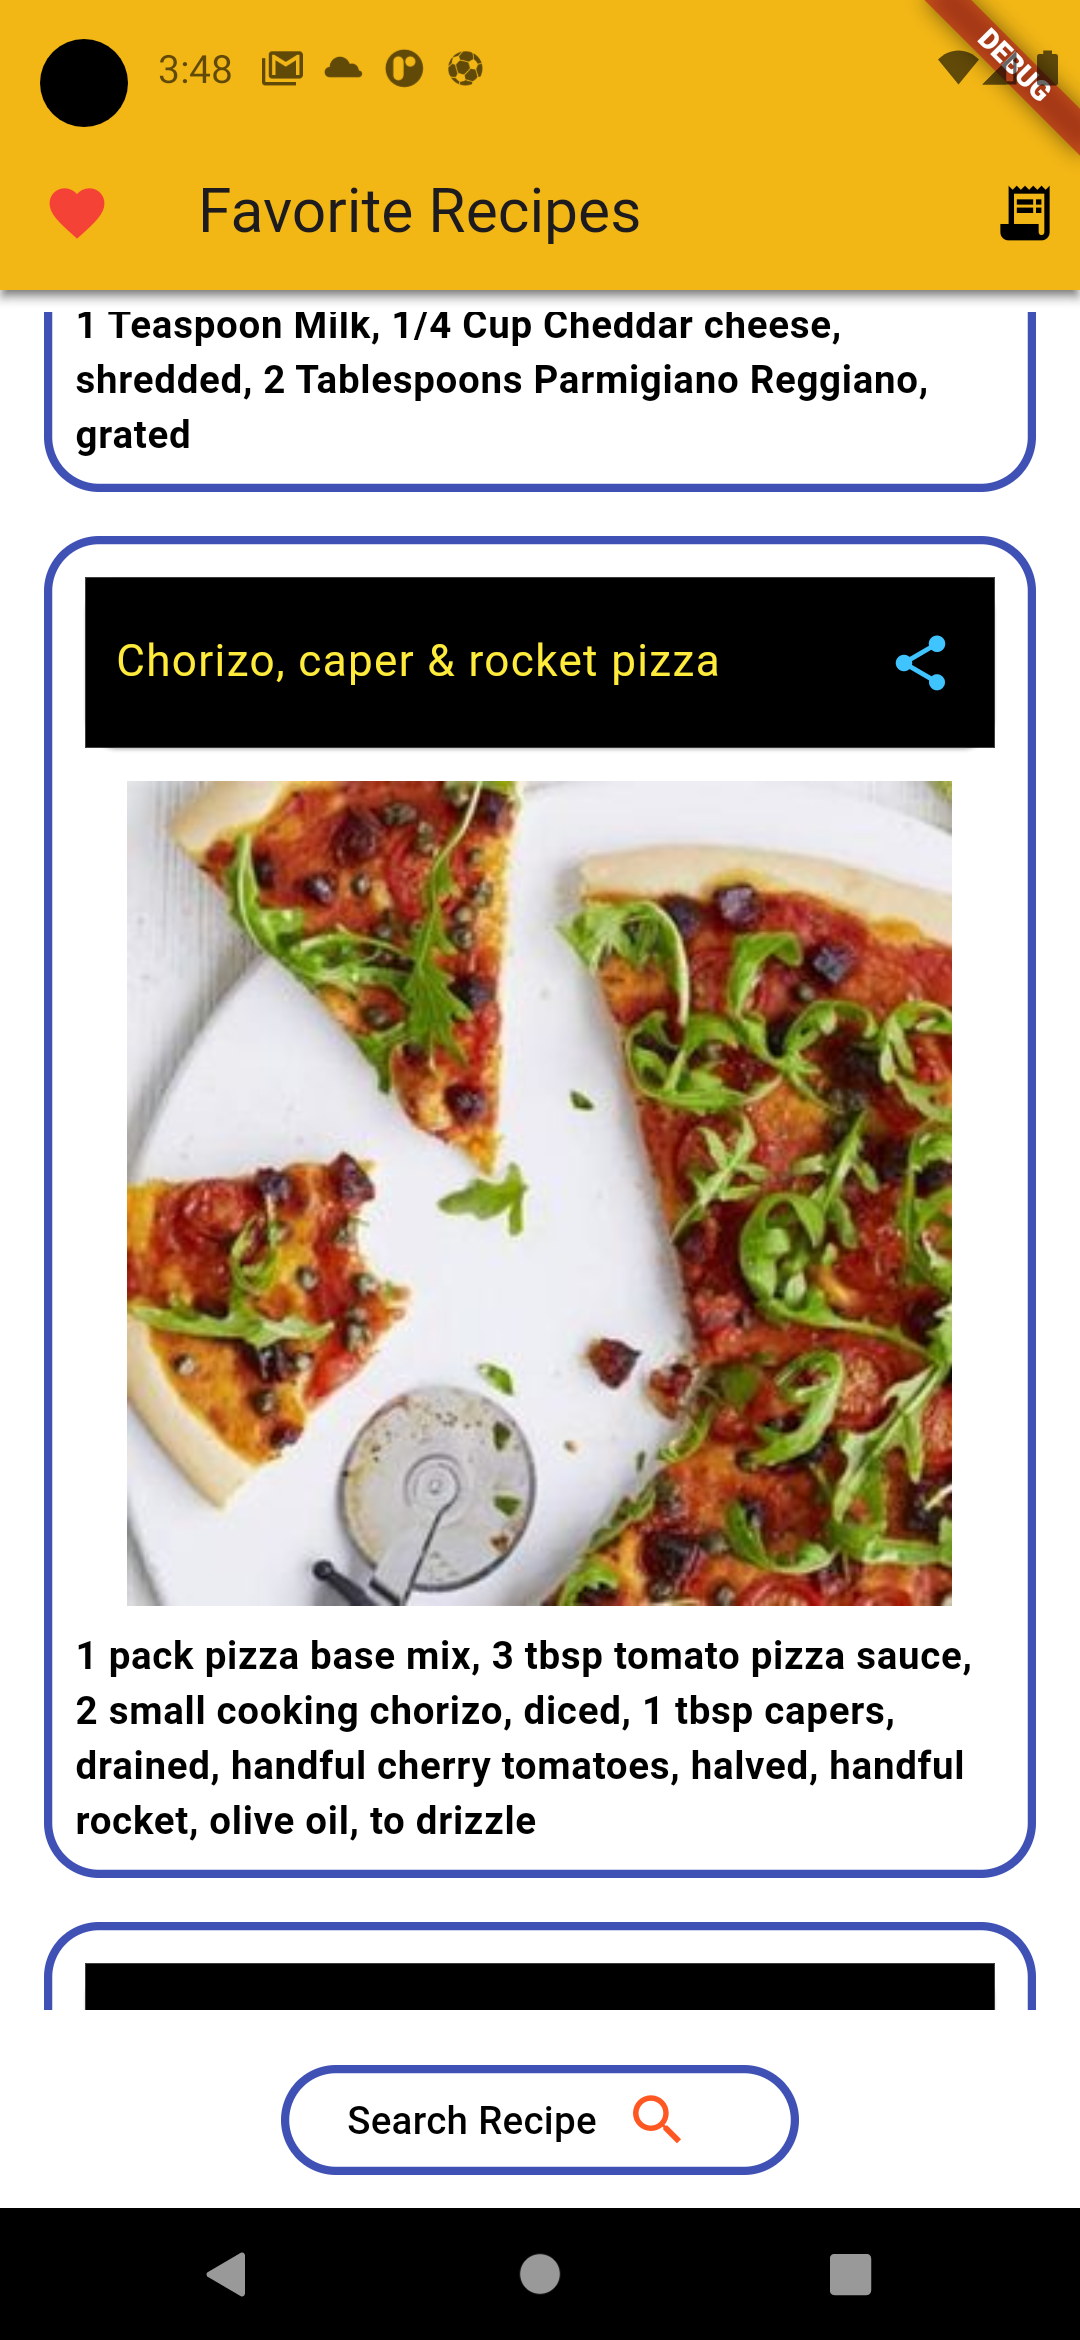 3:48
DEBUG
Favorite Recipes
1 Teaspoon Milk, 1/4 Cup Cheddar cheese,
shredded, 2 Tablespoons Parmigiano Reggiano,
grated
Chorizo, caper & rocket pizza
1 pack pizza base mix, 3 tbsp tomato pizza sauce,
2 small cooking chorizo, diced, 1 tbsp capers,
drained, handful cherry tomatoes, halved, handful
rocket, olive oil, to drizzle
Search Recipe